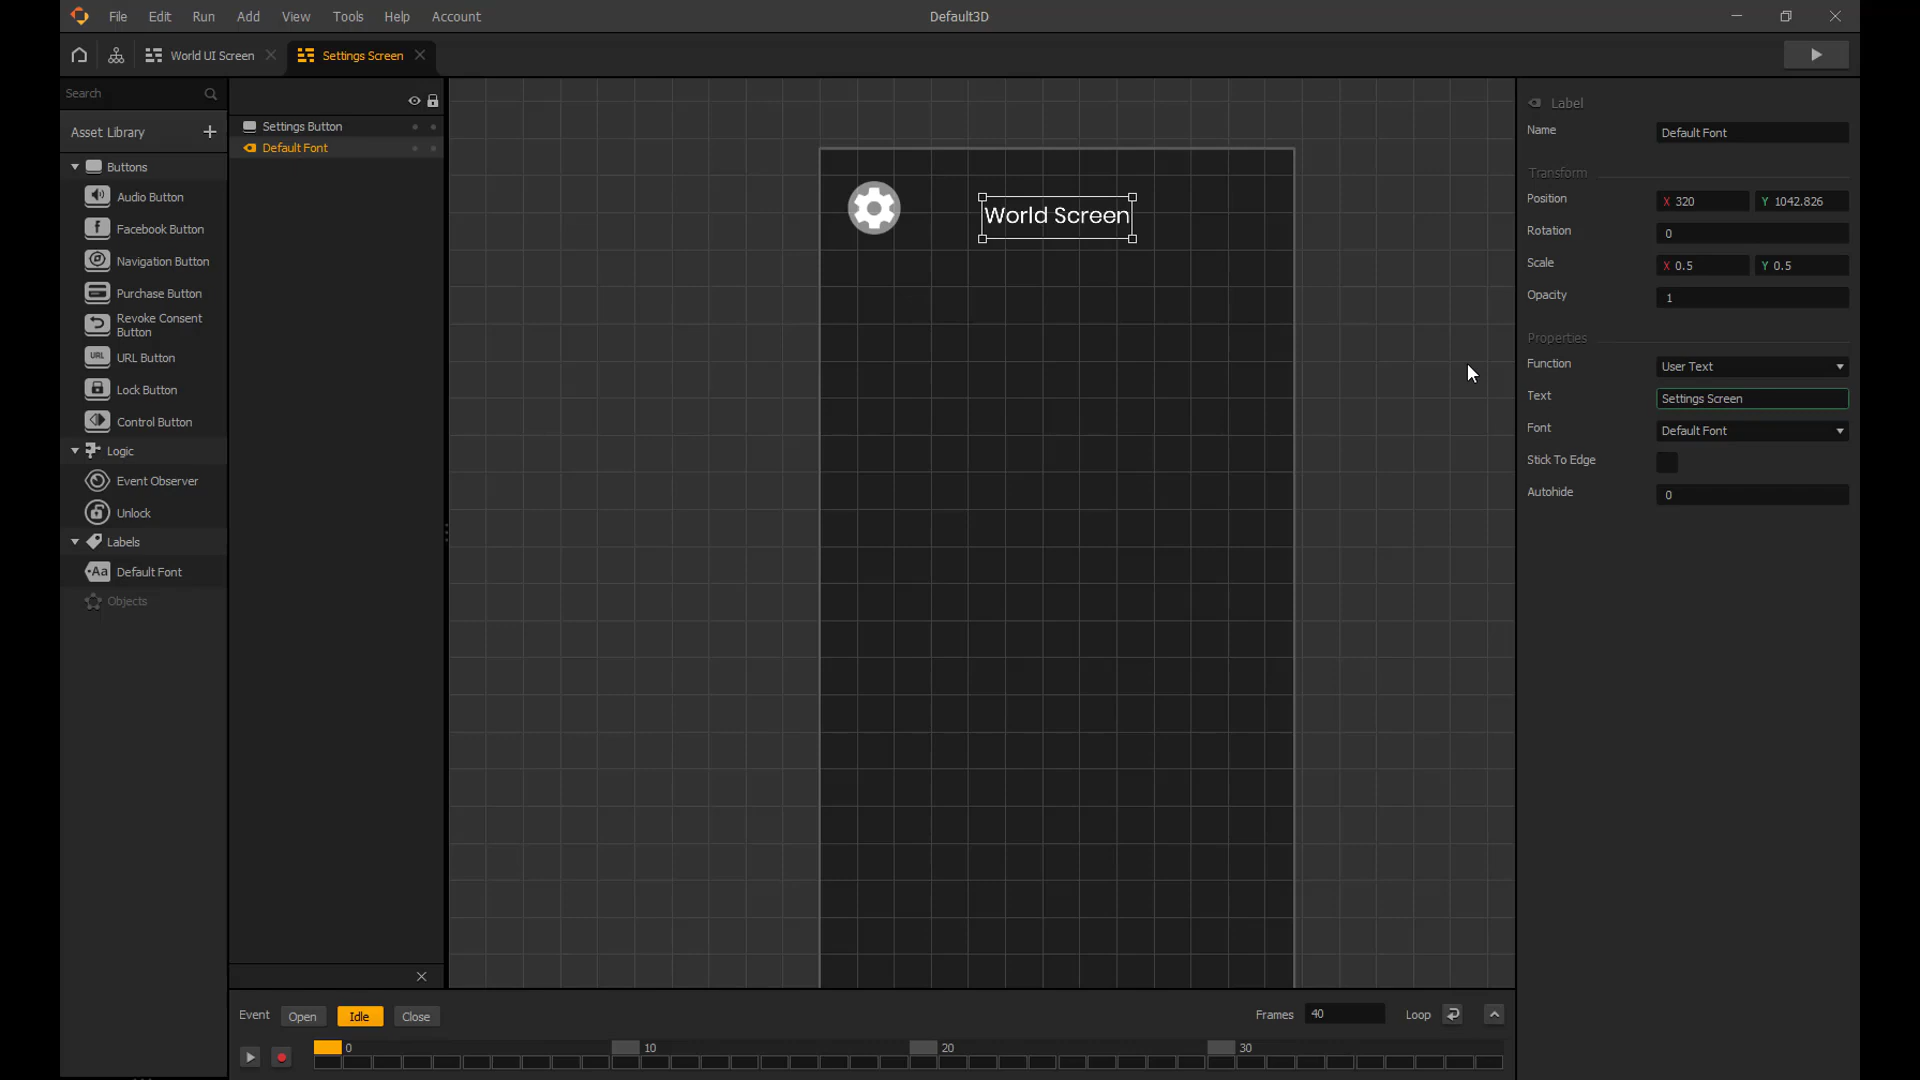 File Edit Run Add View Tools Help Account
Default3D
World UI Screen
Settings Screen
Search
Asset Library
Buttons
Audio Button
Facebook Button
Navigation Button
Purchase Button
Revoke Consent
Button
URL
URL Button
Lock Button
Control Button
Logic
Event Observer
Unlock
Labels
Aa
Default Font
Objects
Settings Button
Default Font
World Screen
Label
Name
Default Font
Transform
Position
X 320
Y 1042.826
Rotation
0
Scale
X 0.5
Y 0.5
Opacity
1
Properties
Function
User Text
Text
Settings Screen
Font
Default Font
Stick To Edge
Autohide
0
Event
Open
Idle
Close
Frames
40
Loop
0
10
20
30